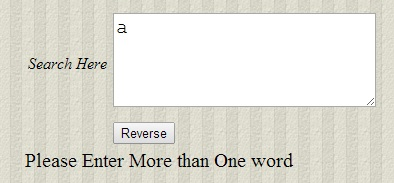 a
Search Here
Reverse
Please Enter More than One word